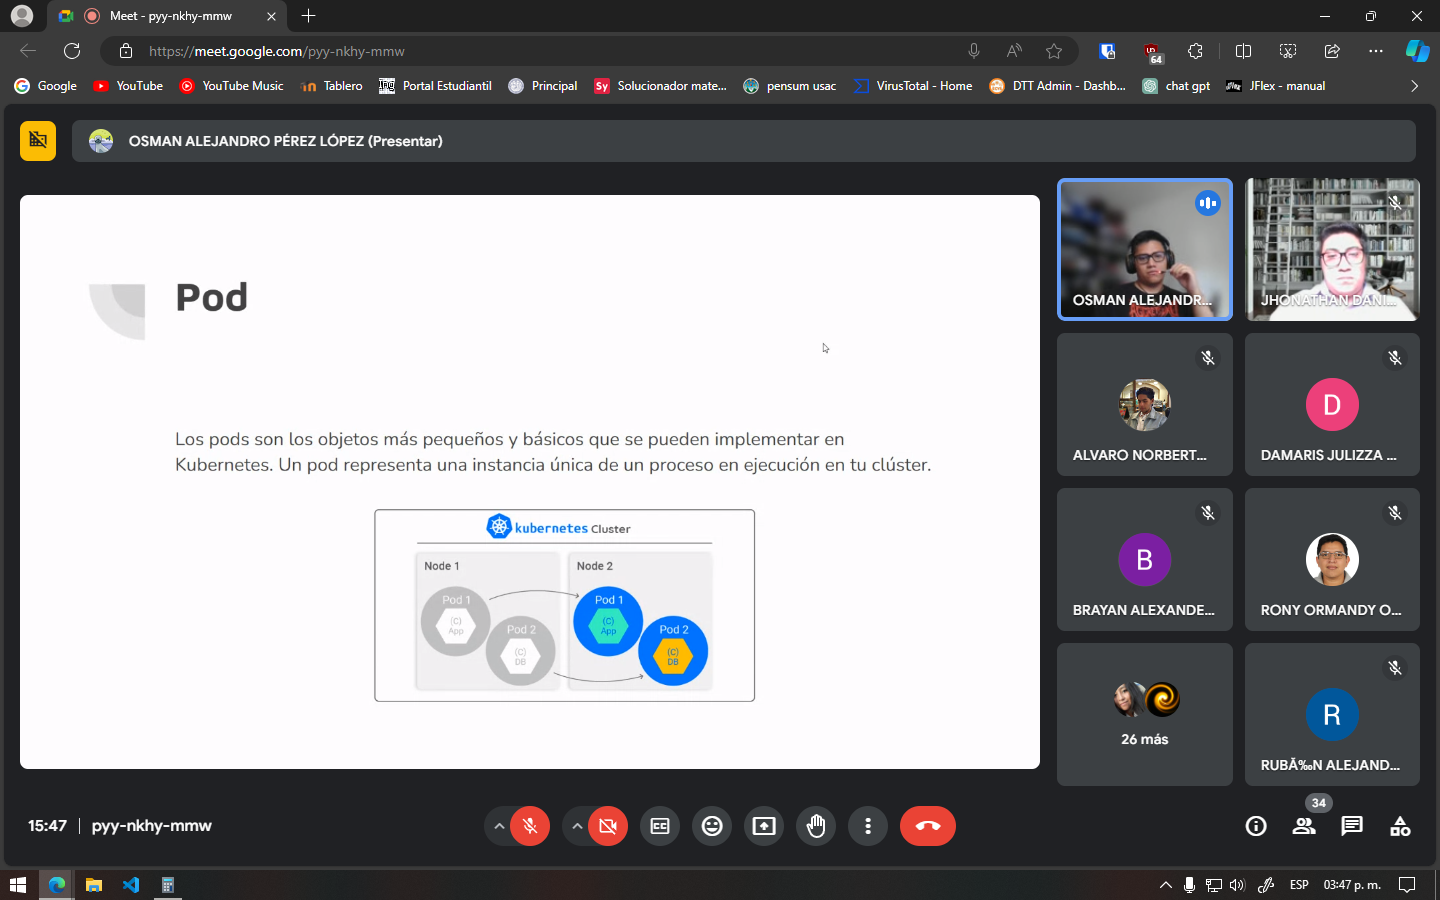 Meet - pyy-nkhy-mmw
https://meet.google.com/pyy-nkhy-mmw
64
Google
YouTube
YouTube Music
Tablero
Portal Estudiantil
Principal
Sy
Solucionador mate...
pensum usac
VirusTotal - Home
DTT Admin - Dashb...
chat gpt
JFlex - manual
OSMAN ALEJANDRO PÉREZ LÓPEZ (Presentar)
Pod
Los pods son los objetos más pequeños y básicos que se pueden implementar en
Kubernetes. Un pod representa una instancia única de un proceso en ejecución en tu clúster.
kubernetes Cluster
Node 1
Pod 1
(C)
App
Pod 2
(C)
DB
Node 2
Pod 1
(C)
App
Pod 2
(C)
DB
OSMAN ALEJANDR...
JHONATHAN DANI...
ALVARO NORBERT...
D
DAMARIS JULIZZA ...
B
BRAYAN ALEXANDE...
RONY ORMANDY O...
26 más
R
RUBĂ‰N ALEJAND...
15:47
pyy-nkhy-mmw
34
ESP
03:47 p. m.